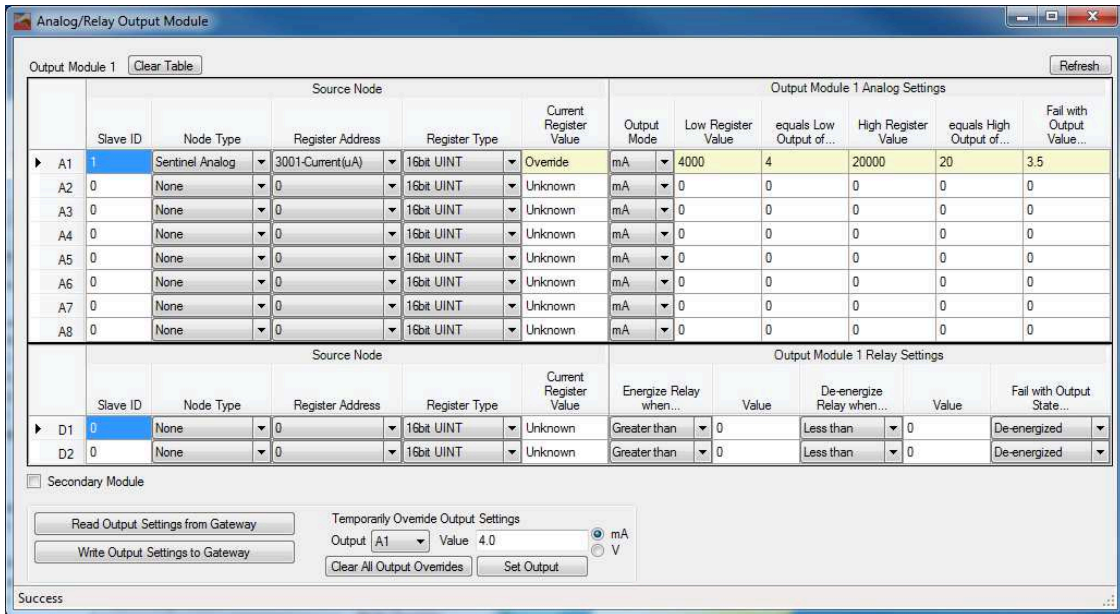 Analog/Relay Output Module
Output Module 1 Clear Table Refresh
Source Node Output Module 1 Analog Settings
Slave ID Node Type Register Address Register Type Current Register Value Output Mode Low Register Value equals Low Output of... High Register Value equals High Output of... Fail with Output Value...
A1 1 Sentinel Analog 3001-Current(uA) 16bit UINT Override mA 4000 4 20000 20 3.5
A2 0 None 0 16bit UINT Unknown mA 0 0 0 0 0
A3 0 None 0 16bit UINT Unknown mA 0 0 0 0 0
A4 0 None 0 16bit UINT Unknown mA 0 0 0 0 0
A5 0 None 0 16bit UINT Unknown mA 0 0 0 0 0
A6 0 None 0 16bit UINT Unknown mA 0 0 0 0 0
A7 0 None 0 16bit UINT Unknown mA 0 0 0 0 0
A8 0 None 0 16bit UINT Unknown mA 0 0 0 0 0
Source Node Output Module 1 Relay Settings
Slave ID Node Type Register Address Register Type Current Register Value Energize Relay when... Value De-energize Relay when... Value Fail with Output State...
D1 0 None 0 16bit UINT Unknown Greater than 0 Less than 0 De-energized
D2 0 None 0 16bit UINT Unknown Greater than 0 Less than 0 De-energized
Secondary Module
Read Output Settings from Gateway
Write Output Settings to Gateway
Temporarily Override Output Settings
Output A1 Value 4.0 mA
V
Clear All Output Overrides Set Output
Success